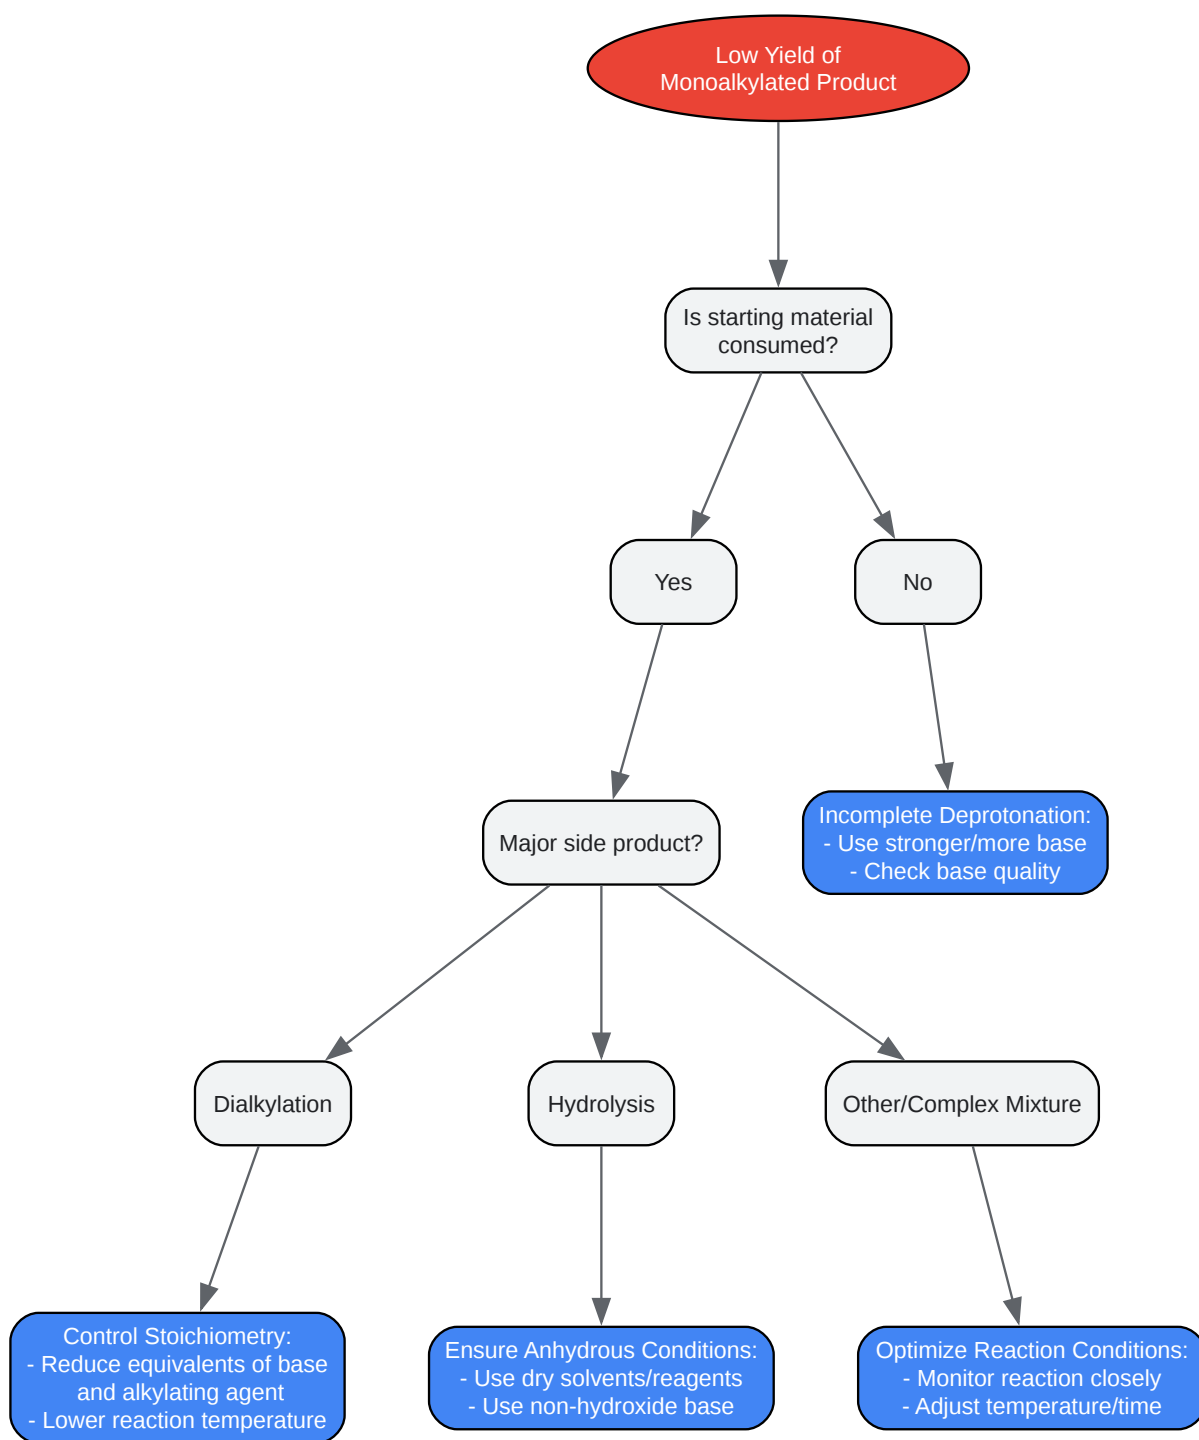 Low Yield of
Monoalkylated Product
Is starting material
consumed?
Yes
No
Major side product?
Incomplete Deprotonation:
- Use stronger/more base
- Check base quality
Dialkylation
Hydrolysis
Other/Complex Mixture
Control Stoichiometry:
- Reduce equivalents of base
and alkylating agent
- Lower reaction temperature
Ensure Anhydrous Conditions:
- Use dry solvents/reagents
- Use non-hydroxide base
Optimize Reaction Conditions:
- Monitor reaction closely
- Adjust temperature/time